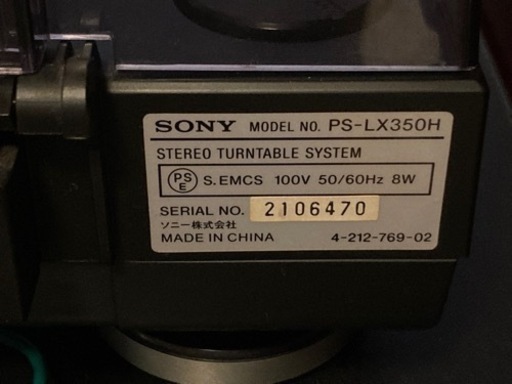 SONY MODEL NO. PS-LX350H
STEREO TURNTABLE SYSTEM
PS E S.EMCS 100V 50/60Hz 8W
SERIAL NO. 2106470
ソニー株式会社
MADE IN CHINA 4-212-769-02